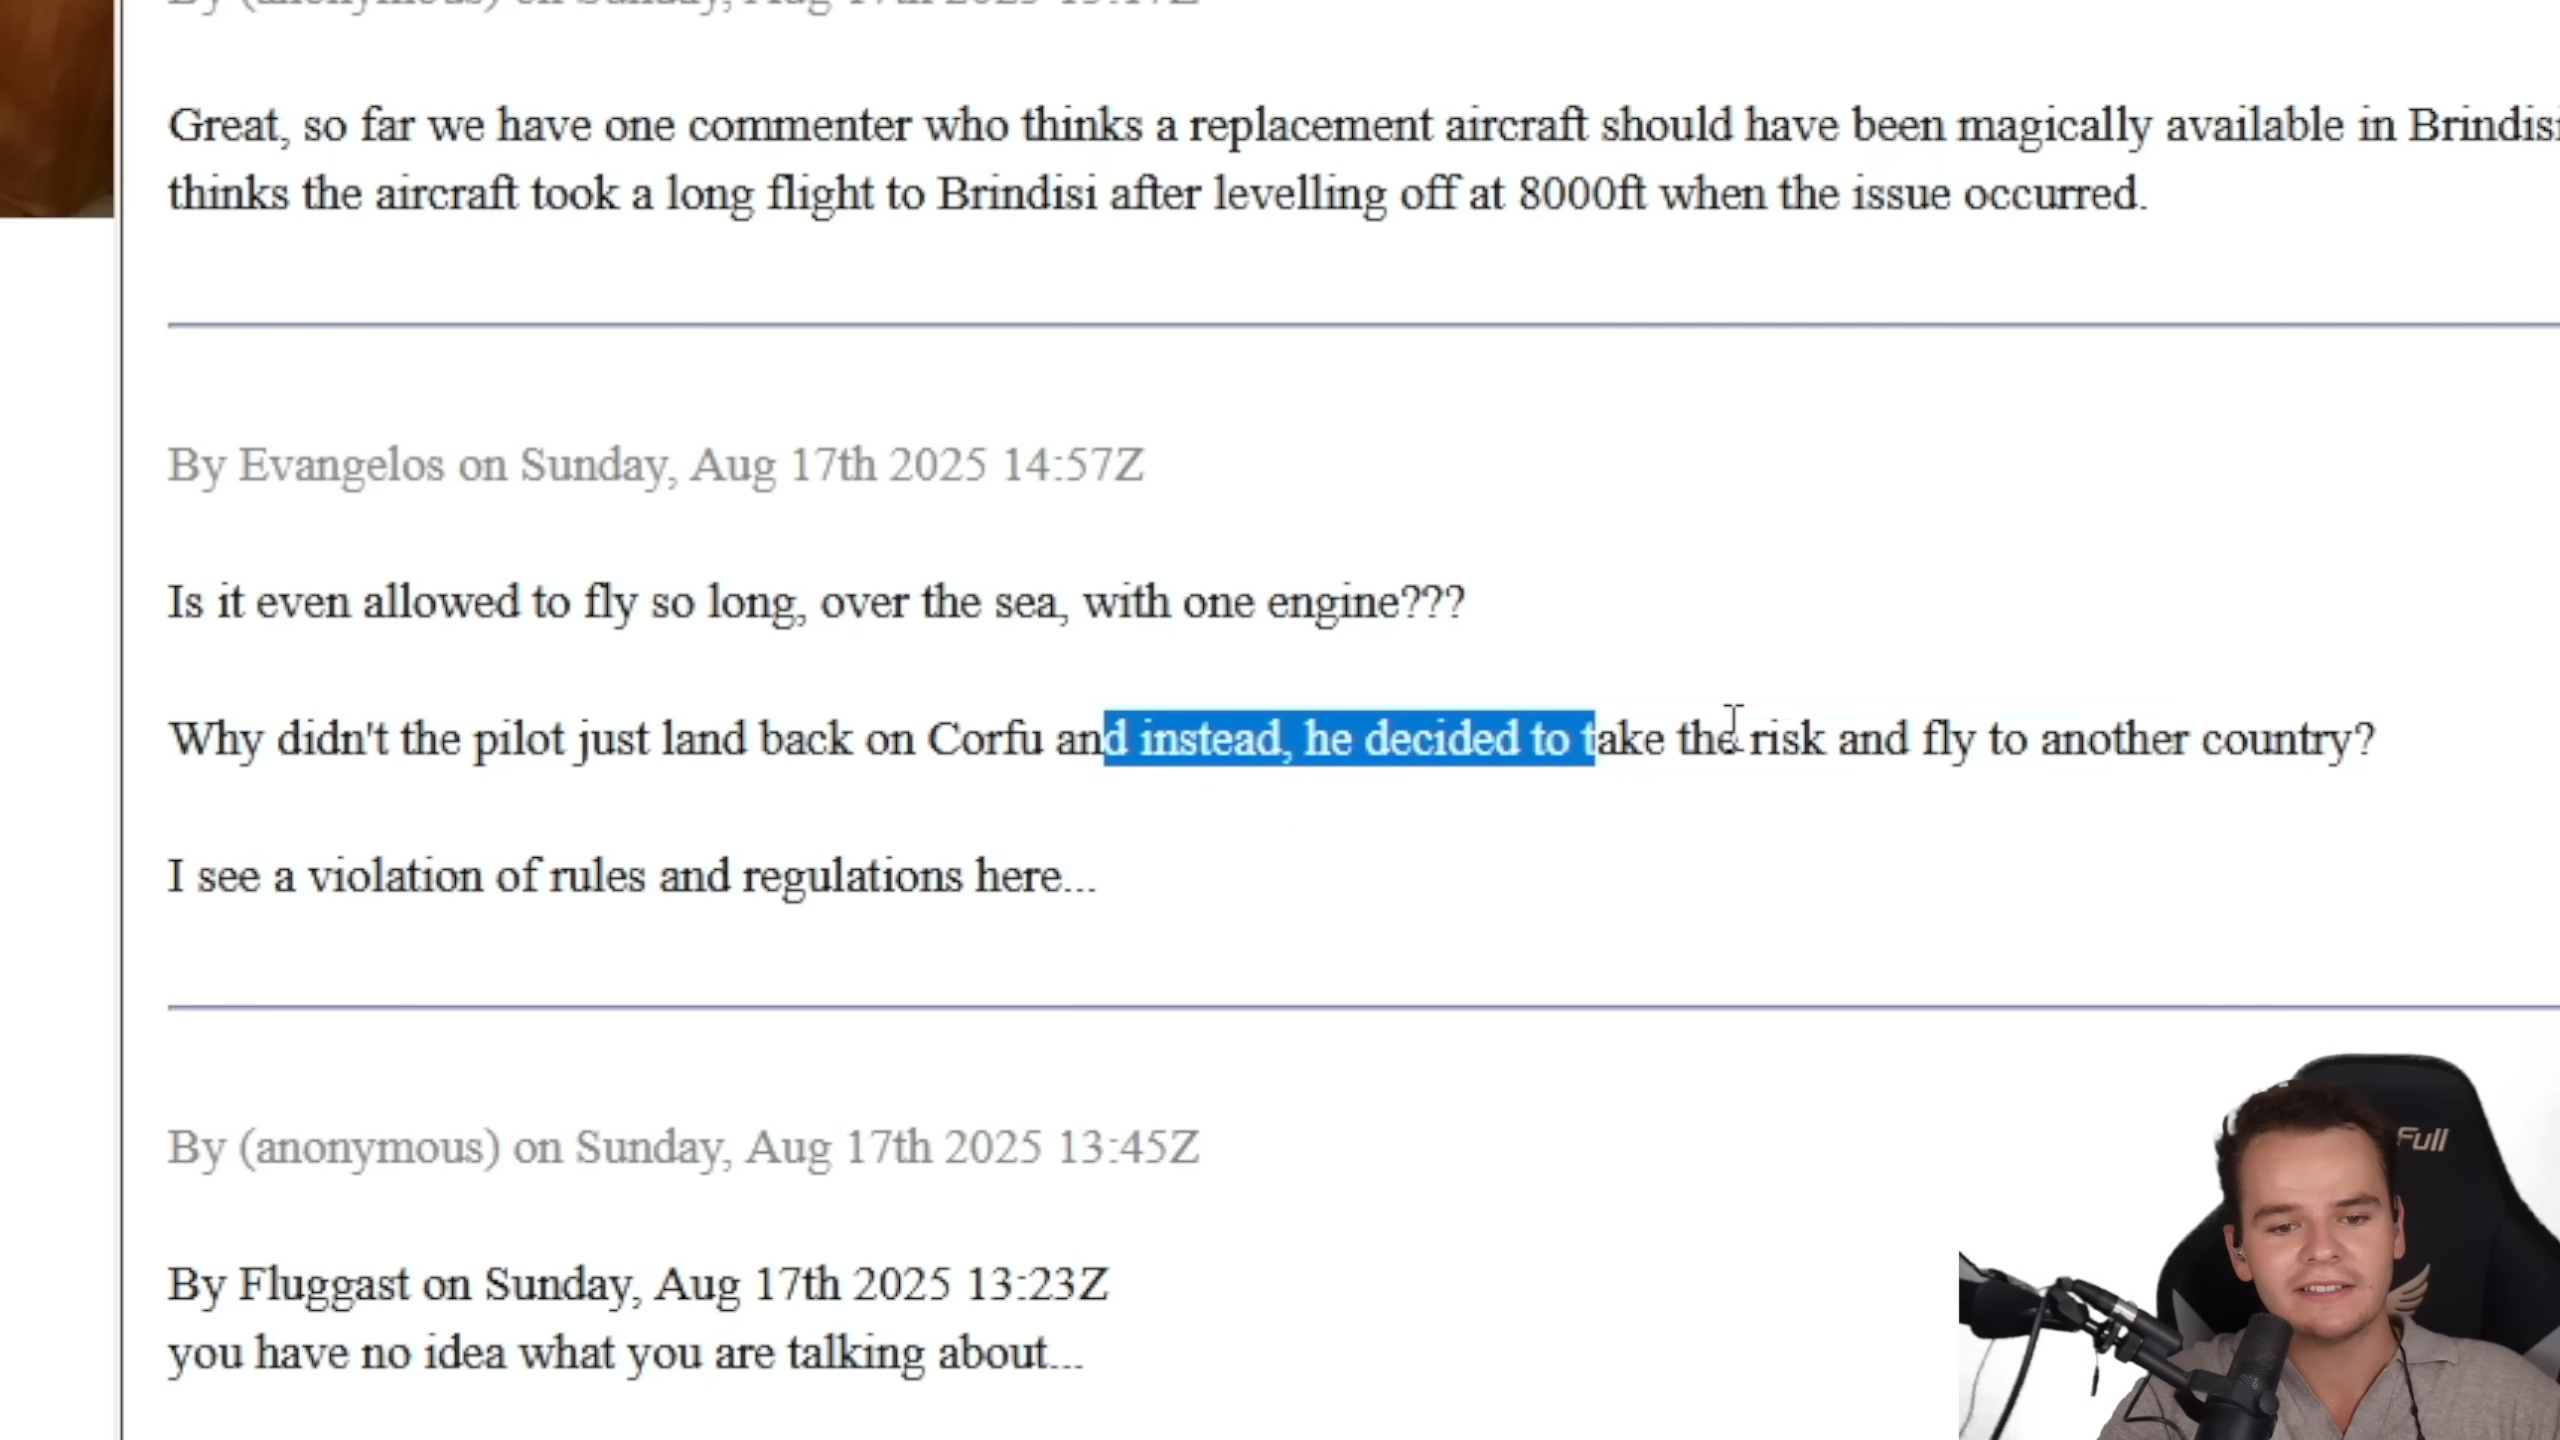 By (anonymous) on Sunday, Aug 17th 2025 15:17Z
Great, so far we have one commenter who thinks a replacement aircraft should have been magically available in Brindisi
thinks the aircraft took a long flight to Brindisi after levelling off at 8000ft when the issue occurred.
By Evangelos on Sunday, Aug 17th 2025 14:57Z
Is it even allowed to fly so long, over the sea, with one engine???
Why didn't the pilot just land back on Corfu and instead, he decided to take the risk and fly to another country?
I see a violation of rules and regulations here...
By (anonymous) on Sunday, Aug 17th 2025 13:45Z
By Fluggast on Sunday, Aug 17th 2025 13:23Z
you have no idea what you are talking about...
Full